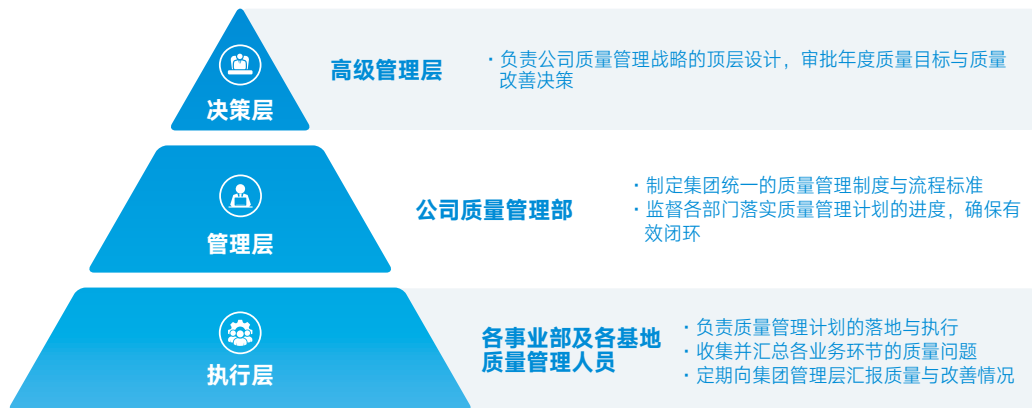 决策层
高级管理层
·负责公司质量管理战略的顶层设计，审批年度质量目标与质量
改善决策
管理层
公司质量管理部
·制定集团统一的质量管理制度与流程标准
·监督各部门落实质量管理计划的进度，确保有
效闭环
执行层
各事业部及各基地
质量管理人员
·负责质量管理计划的落地与执行
·收集并汇总各业务环节的质量问题
·定期向集团管理层汇报质量与改善情况